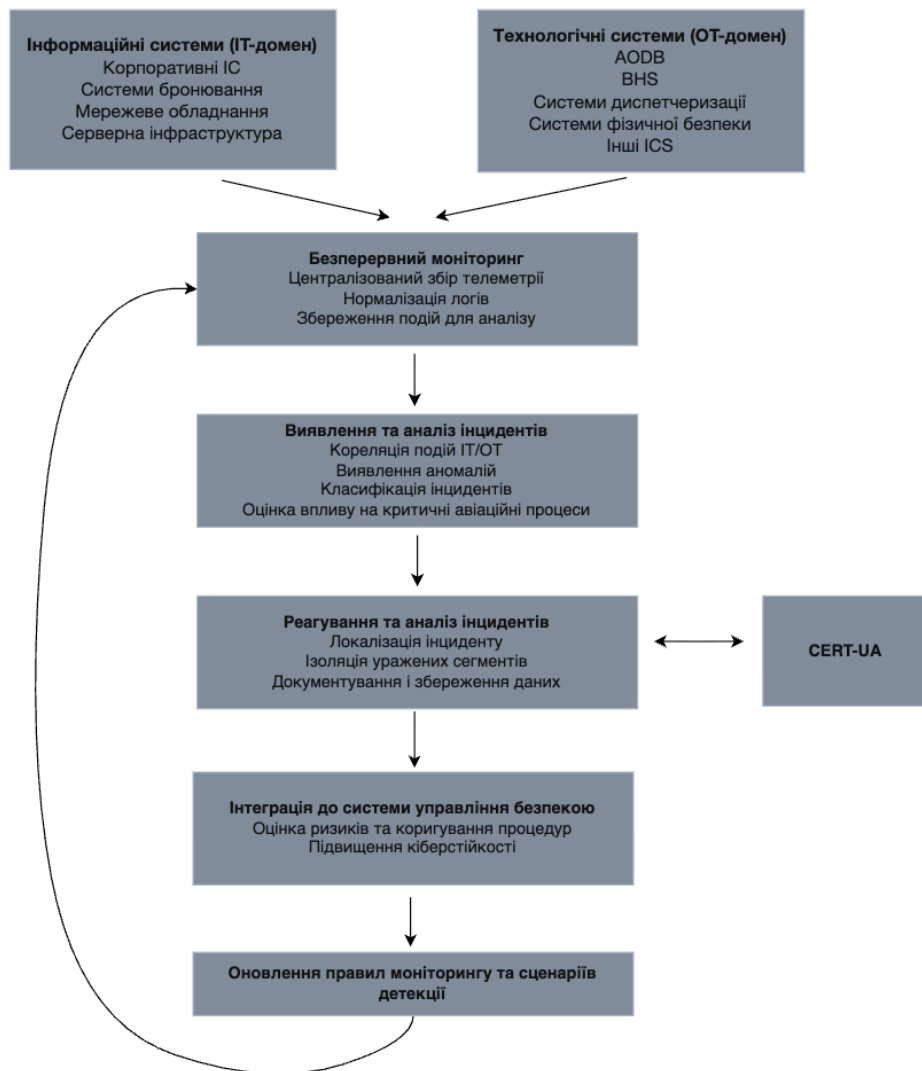 Інформаційні системи (ІТ-домен)
Корпоративні ІС
Системи бронювання
Мережеве обладнання
Серверна інфраструктура
Технологічні системи (ОТ-домен)
AODB
BHS
Системи диспетчеризації
Системи фізичної безпеки
Інші ICS
Безперервний моніторинг
Централізований збір телеметрії
Нормалізація логів
Збереження подій для аналізу
Виявлення та аналіз інцидентів
Кореляція подій ІТ/ОТ
Виявлення аномалій
Класифікація інцидентів
Оцінка впливу на критичні авіаційні процеси
Реагування та аналіз інцидентів
Локалізація інциденту
Ізоляція уражених сегментів
Документування і збереження даних
CERT-UA
Інтеграція до системи управління безпекою
Оцінка ризиків та коригування процедур
Підвищення кіберстійкості
Оновлення правил моніторингу та сценаріїв
детекції